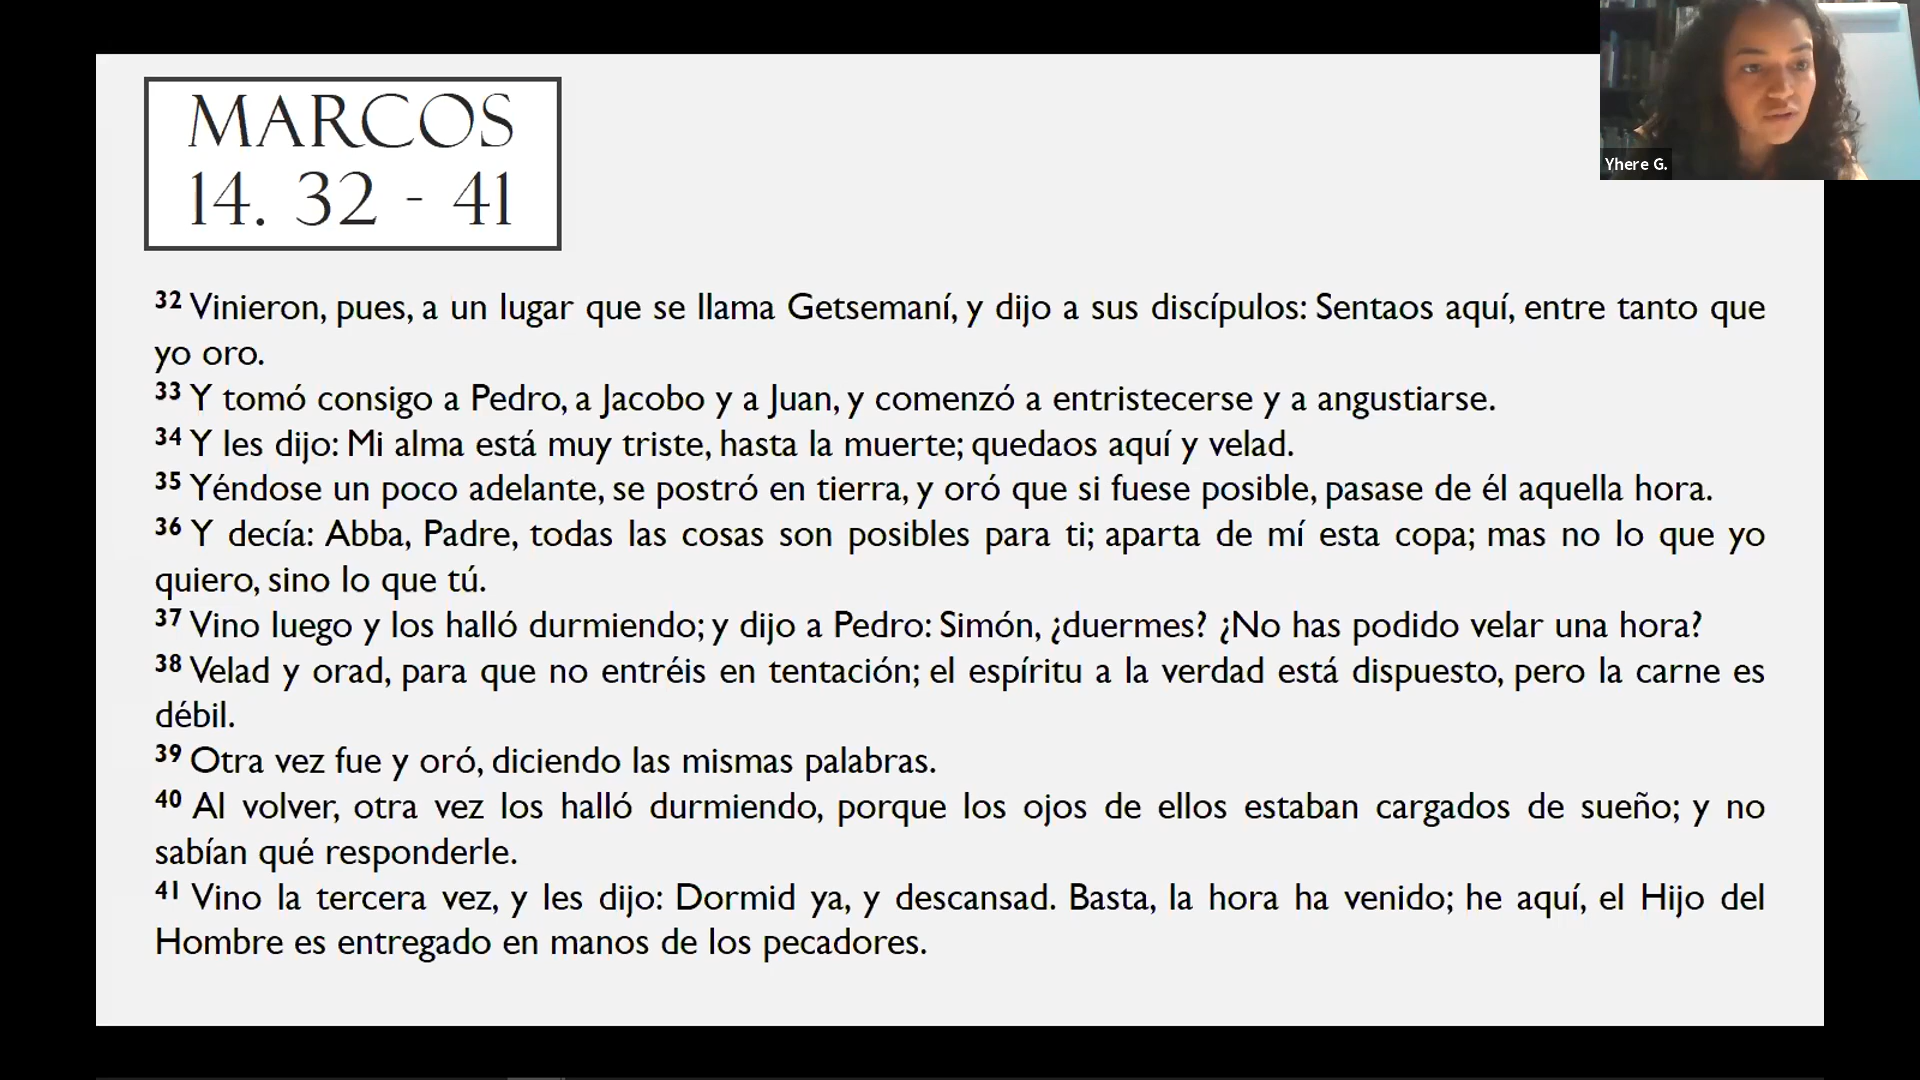 MARCOS
14. 32 - 41
Yhere G.
32 Vinieron, pues, a un lugar que se llama Getsemaní, y dijo a sus discípulos: Sentaos aquí, entre tanto que
yo oro.
33 Y tomó consigo a Pedro, a Jacobo y a Juan, y comenzó a entristecerse y a angustiarse.
34 Y les dijo: Mi alma está muy triste, hasta la muerte; quedaos aquí y velad.
35 Yéndose un poco adelante, se postró en tierra, y oró que si fuese posible, pasase de él aquella hora.
36 Y decía: Abba, Padre, todas las cosas son posibles para ti; aparta de mí esta copa; mas no lo que yo
quiero, sino lo que tú.
37 Vino luego y los halló durmiendo; y dijo a Pedro: Simón, ¿duermes? ¿No has podido velar una hora?
38 Velad y orad, para que no entréis en tentación; el espíritu a la verdad está dispuesto, pero la carne es
débil.
39 Otra vez fue y oró, diciendo las mismas palabras.
40 Al volver, otra vez los halló durmiendo, porque los ojos de ellos estaban cargados de sueño; y no
sabían qué responderle.
41 Vino la tercera vez, y les dijo: Dormid ya, y descansad. Basta, la hora ha venido; he aquí, el Hijo del
Hombre es entregado en manos de los pecadores.